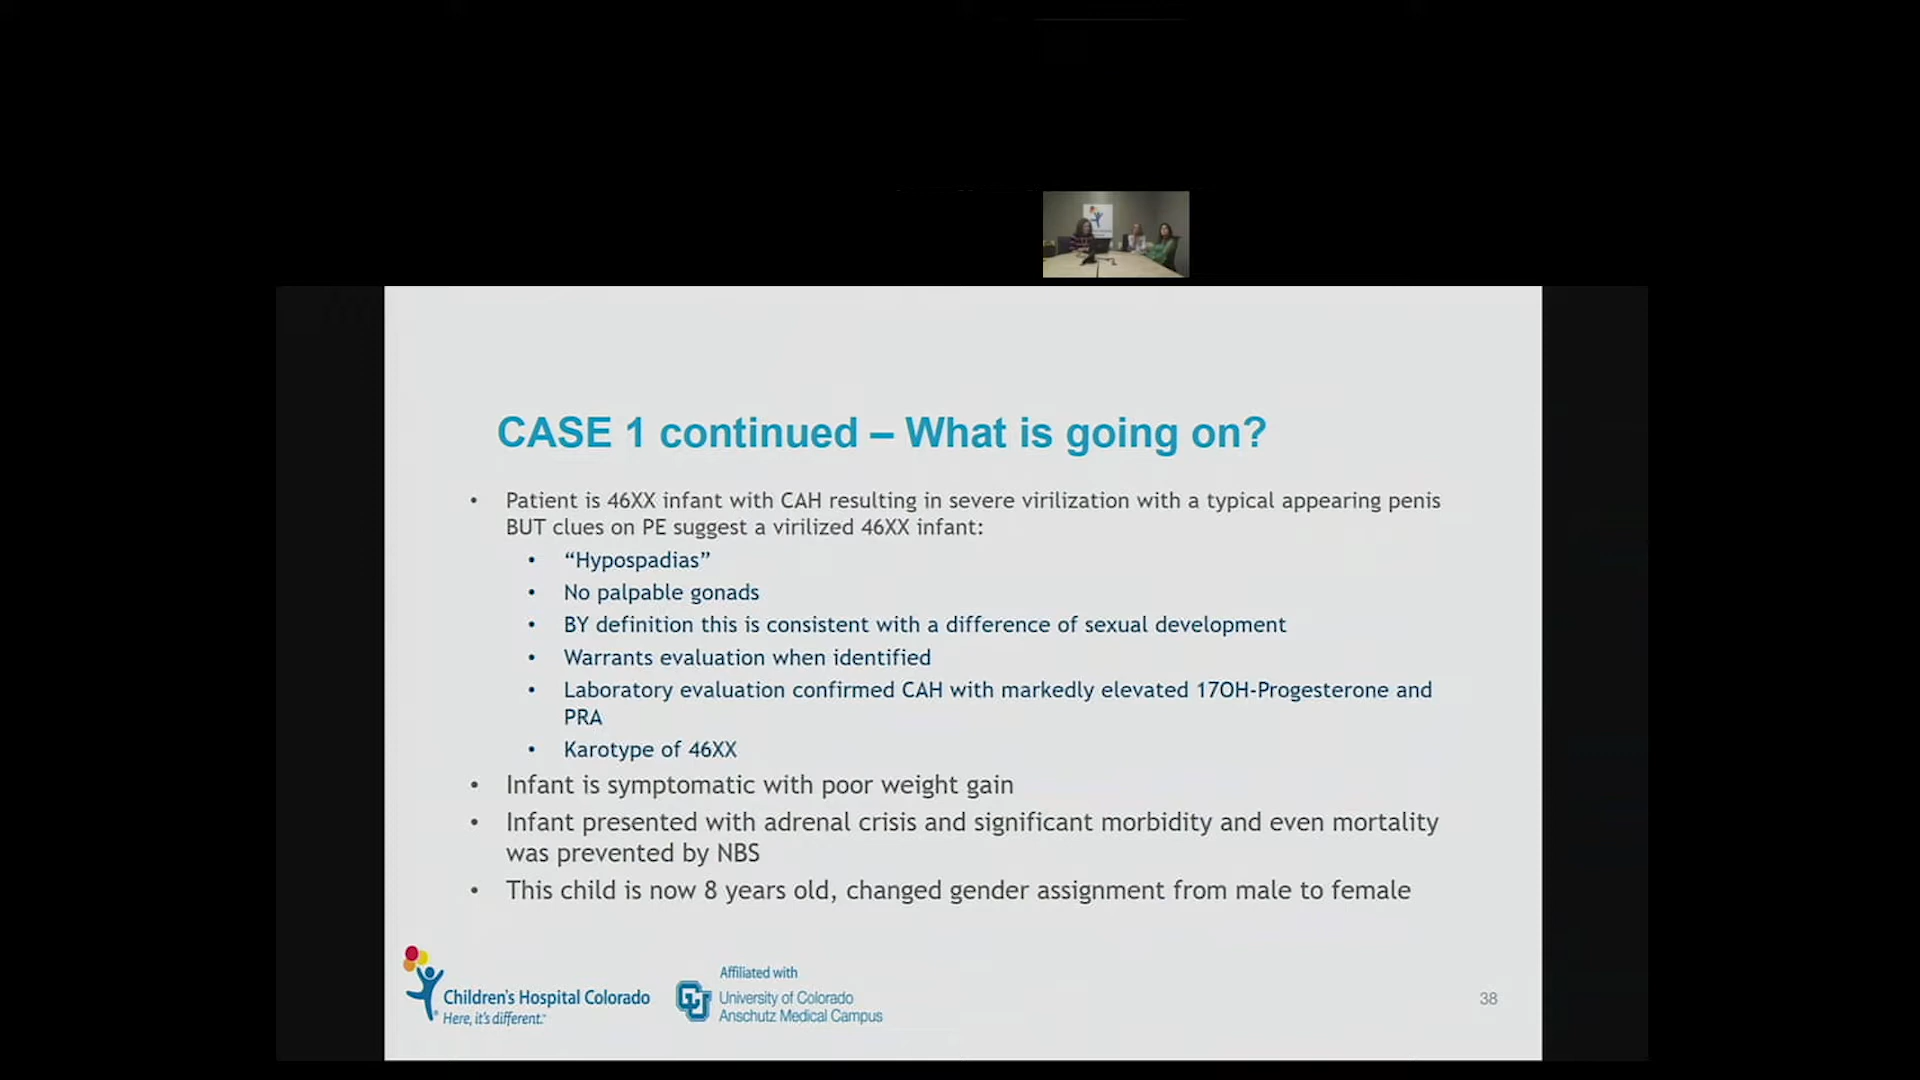 CASE 1 continued – What is going on?
• Patient is 46XX infant with CAH resulting in severe virilization with a typical appearing penis
BUT clues on PE suggest a virilized 46XX infant:
• “Hypospadias”
• No palpable gonads
• BY definition this is consistent with a difference of sexual development
• Warrants evaluation when identified
• Laboratory evaluation confirmed CAH with markedly elevated 17OH-Progesterone and
PRA
• Karotype of 46XX
• Infant is symptomatic with poor weight gain
• Infant presented with adrenal crisis and significant morbidity and even mortality
was prevented by NBS
• This child is now 8 years old, changed gender assignment from male to female
Children's Hospital Colorado
Here, it's different.™
Affiliated with
University of Colorado
Anschutz Medical Campus
38